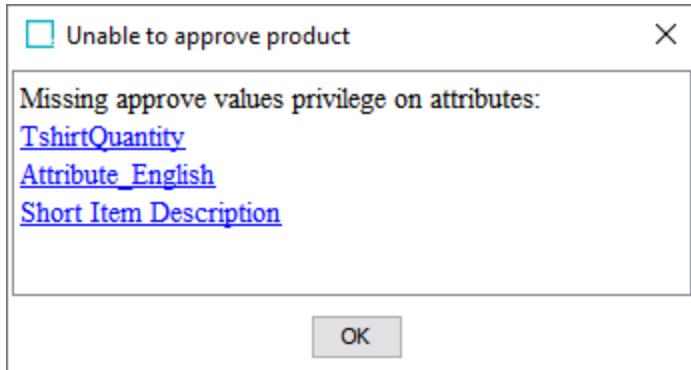 Unable to approve product
Missing approve values privilege on attributes:
TshirtQuantity
Attribute_English
Short Item Description
OK